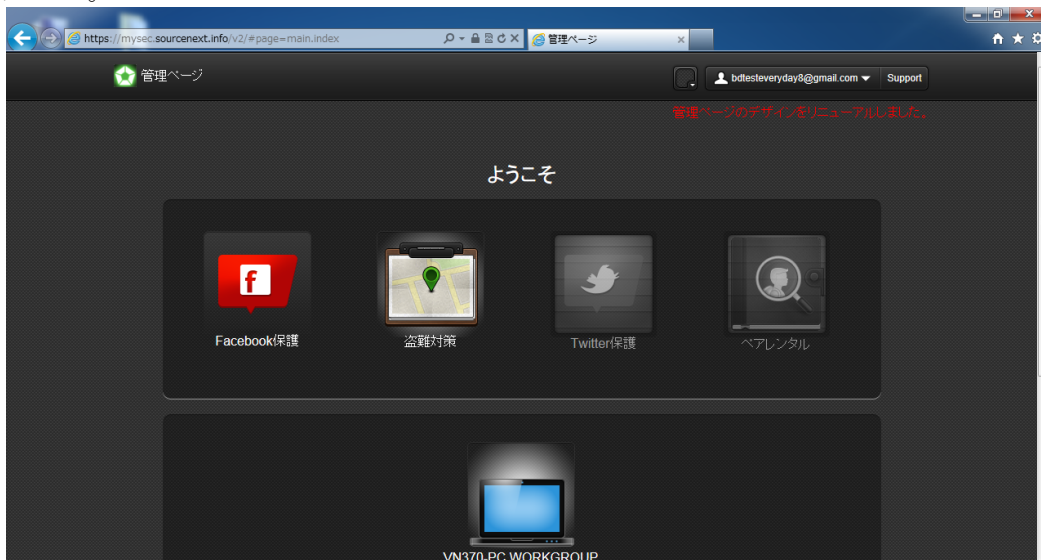 https://mysec.sourcenext.info/v2/#page=main.index
管理ページ
管理ページ
bdtesteveryday8@gmail.com
Support
管理ページのデザインをリニューアルしました。
ようこそ
Facebook保護
盗難対策
Twitter保護
ペアレンタル
VN370-PC WORKGROUP